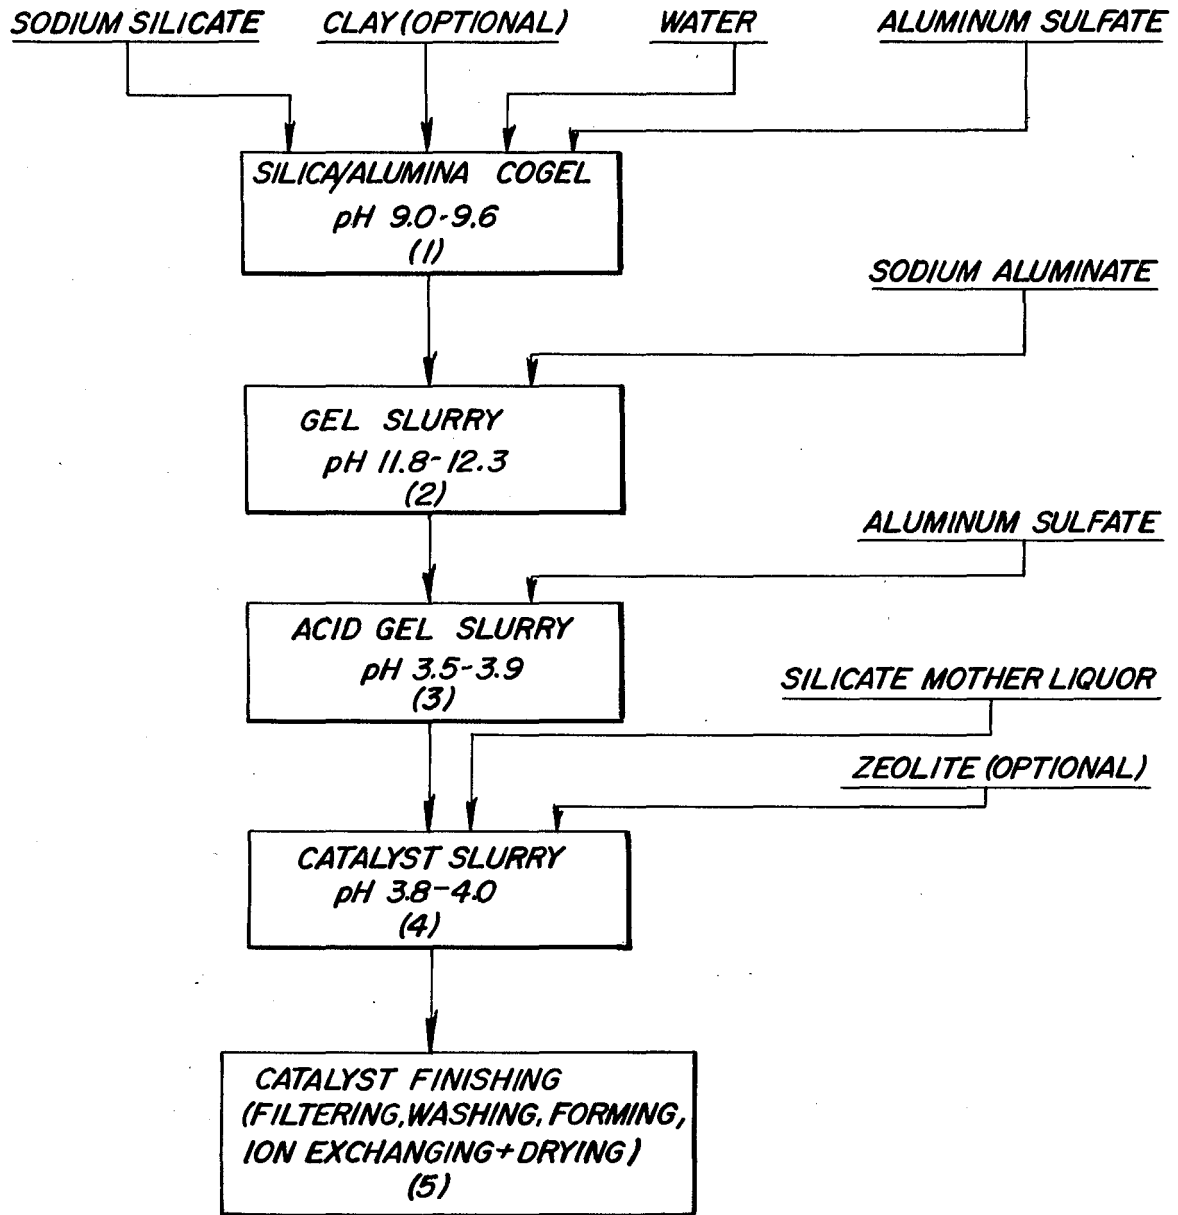 SODIUM SILICATE
CLAY (OPTIONAL)
WATER
ALUMINUM SULFATE
SILICA/ALUMINA COGEL
pH 9.0-9.6
(1)
SODIUM ALUMINATE
GEL SLURRY
pH 11.8-12.3
(2)
ALUMINUM SULFATE
ACID GEL SLURRY
pH 3.5-3.9
(3)
SILICATE MOTHER LIQUOR
ZEOLITE (OPTIONAL)
CATALYST SLURRY
pH 3.8-4.0
(4)
CATALYST FINISHING
(FILTERING, WASHING, FORMING,
ION EXCHANGING + DRYING)
(5)